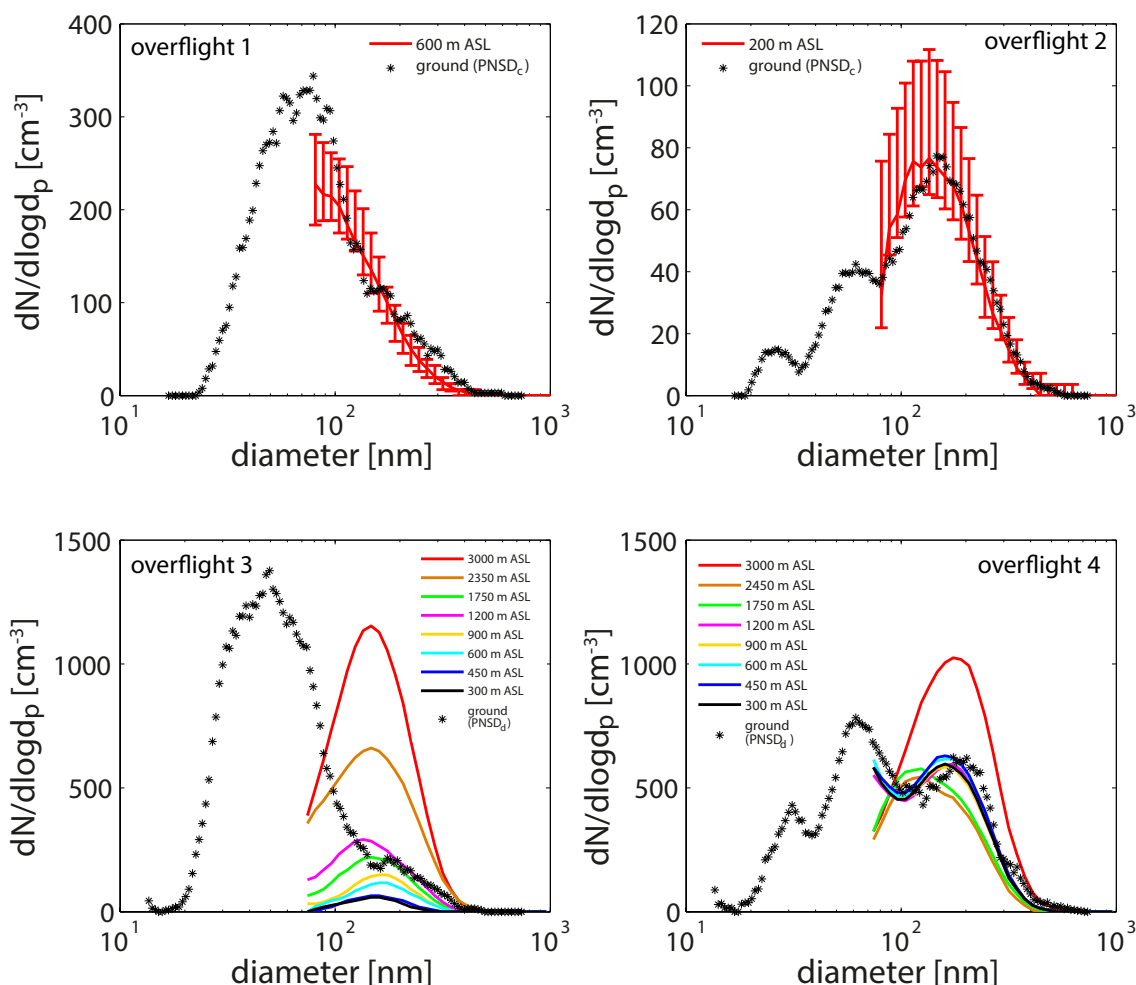 overflight 1
600 m ASL
ground (PNSD_c)
400
300
200
100
0
dN/dlogd_p [cm^-3]
10^1
10^2
10^3
diameter [nm]
overflight 2
200 m ASL
ground (PNSD_c)
120
100
80
60
40
20
0
dN/dlogd_p [cm^-3]
10^1
10^2
10^3
diameter [nm]
overflight 3
3000 m ASL
2350 m ASL
1750 m ASL
1200 m ASL
900 m ASL
600 m ASL
450 m ASL
300 m ASL
ground
(PNSD_d)
1500
1000
500
0
dN/dlogd_p [cm^-3]
10^1
10^2
10^3
diameter [nm]
overflight 4
3000 m ASL
2450 m ASL
1750 m ASL
1200 m ASL
900 m ASL
600 m ASL
450 m ASL
300 m ASL
ground
(PNSD_d)
1500
1000
500
0
dN/dlogd_p [cm^-3]
10^1
10^2
10^3
diameter [nm]